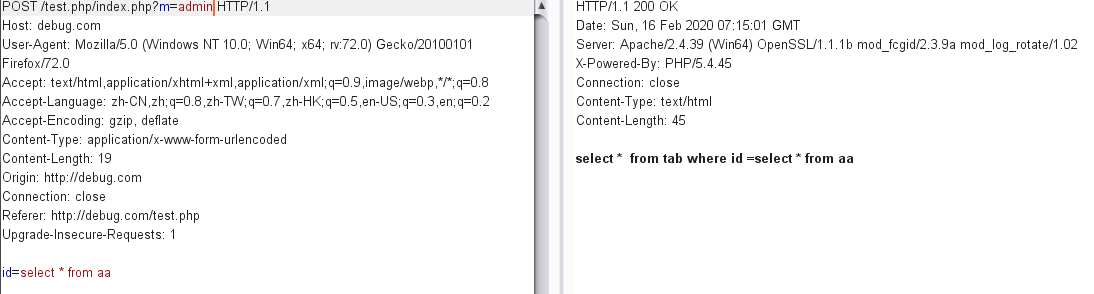 POST /test.php/index.php?m=admin HTTP/1.1
Host: debug.com
User-Agent: Mozilla/5.0 (Windows NT 10.0; Win64; x64; rv:72.0) Gecko/20100101
Firefox/72.0
Accept: text/html,application/xhtml+xml,application/xml;q=0.9,image/webp,*/*;q=0.8
Accept-Language: zh-CN,zh;q=0.8,zh-TW;q=0.7,zh-HK;q=0.5,en-US;q=0.3,en;q=0.2
Accept-Encoding: gzip, deflate
Content-Type: application/x-www-form-urlencoded
Content-Length: 19
Origin: http://debug.com
Connection: close
Referer: http://debug.com/test.php
Upgrade-Insecure-Requests: 1
id=select * from aa
HTTP/1.1 200 OK
Date: Sun, 16 Feb 2020 07:15:01 GMT
Server: Apache/2.4.39 (Win64) OpenSSL/1.1.1b mod_fcgid/2.3.9a mod_log_rotate/1.02
X-Powered-By: PHP/5.4.45
Connection: close
Content-Type: text/html
Content-Length: 45
select *  from tab where id =select * from aa